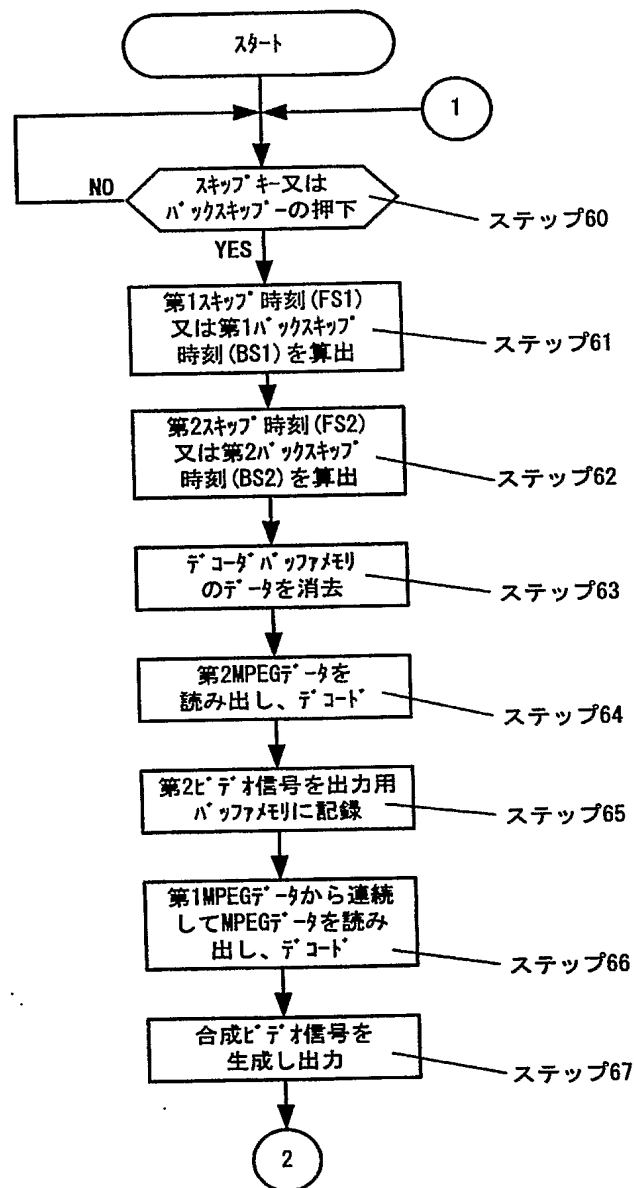 スタート
1
NO
スキップキー又は
バックスキップーの押下
ステップ60
YES
第1スキップ時刻(FS1)
又は第1バックスキップ
時刻(BS1)を算出
ステップ61
第2スキップ時刻(FS2)
又は第2バックスキップ
時刻(BS2)を算出
ステップ62
デコーダバッファメモリ
のデータを消去
ステップ63
第2MPEGデータを
読み出し、デコード
ステップ64
第2ビデオ信号を出力用
バッファメモリに記録
ステップ65
第1MPEGデータから連続
してMPEGデータを読み
出し、デコード
ステップ66
合成ビデオ信号を
生成し出力
ステップ67
2